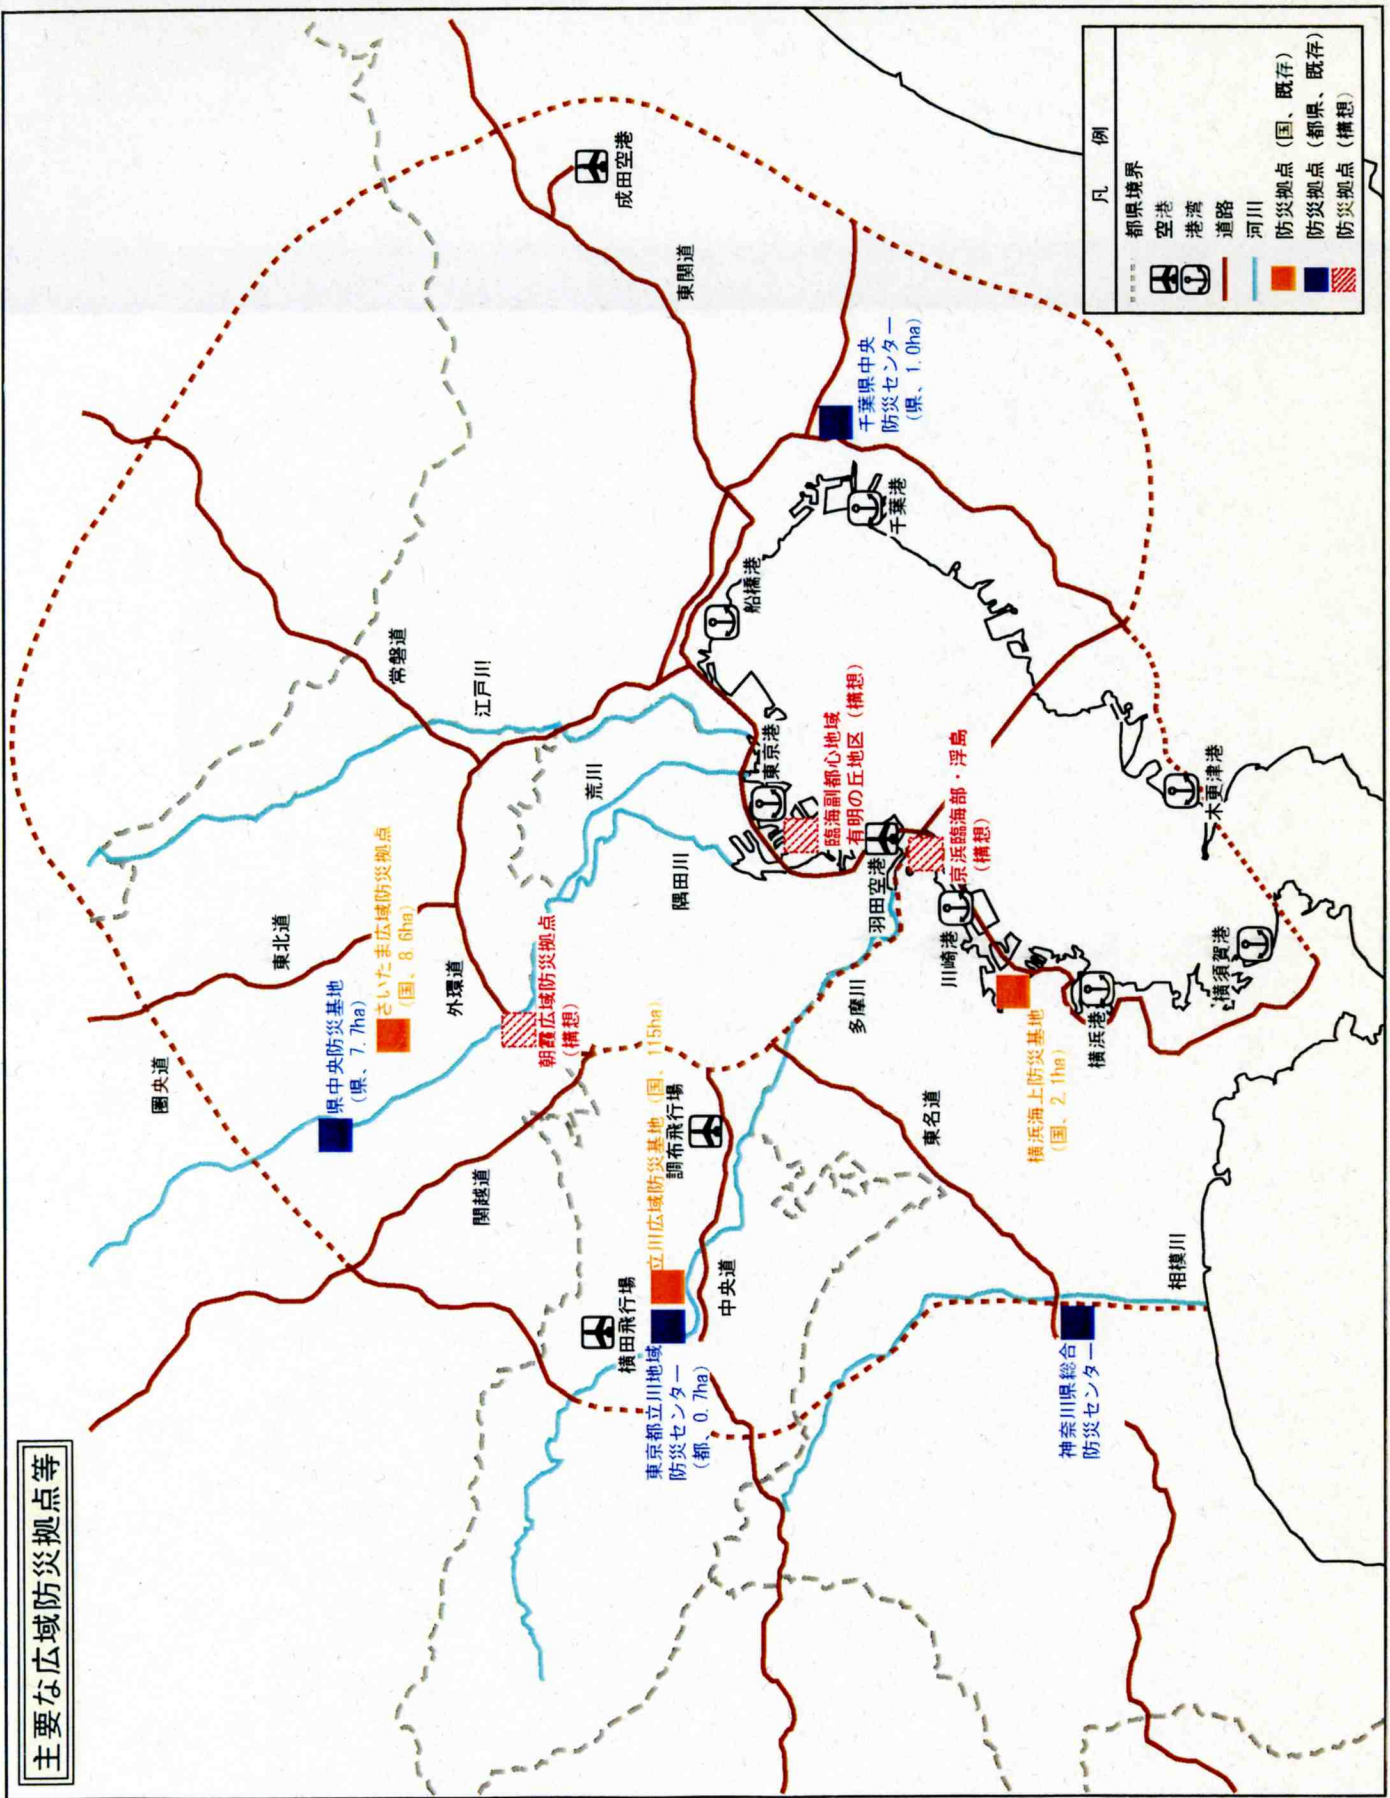 主要な広域防災拠点等
圏央道
東北道
常磐道
県中央防災基地
(県、7.7ha)
さいたま広域防災拠点
(国、8.6ha)
外環道
江戸川
関越道
朝霞広域防災拠点
(構想)
荒川
成田空港
東関道
横田飛行場
立川広域防災基地(国、115ha)
調布飛行場
隅田川
船橋港
東京都立川地域
防災センター
(都、0.7ha)
中央道
東京港
臨海副都心地域
有明の丘地区(構想)
千葉県中央
防災センター
(県、1.0ha)
千葉港
多摩川
羽田空港
東名道
川崎港
京浜臨海部・浮島
(構想)
横浜海上防災基地
(国、2.1ha)
横浜港
神奈川県総合
防災センター
相模川
横須賀港
木更津港
凡例
都県境界
空港
港湾
道路
河川
防災拠点(国、既存)
防災拠点(都県、既存)
防災拠点(構想)